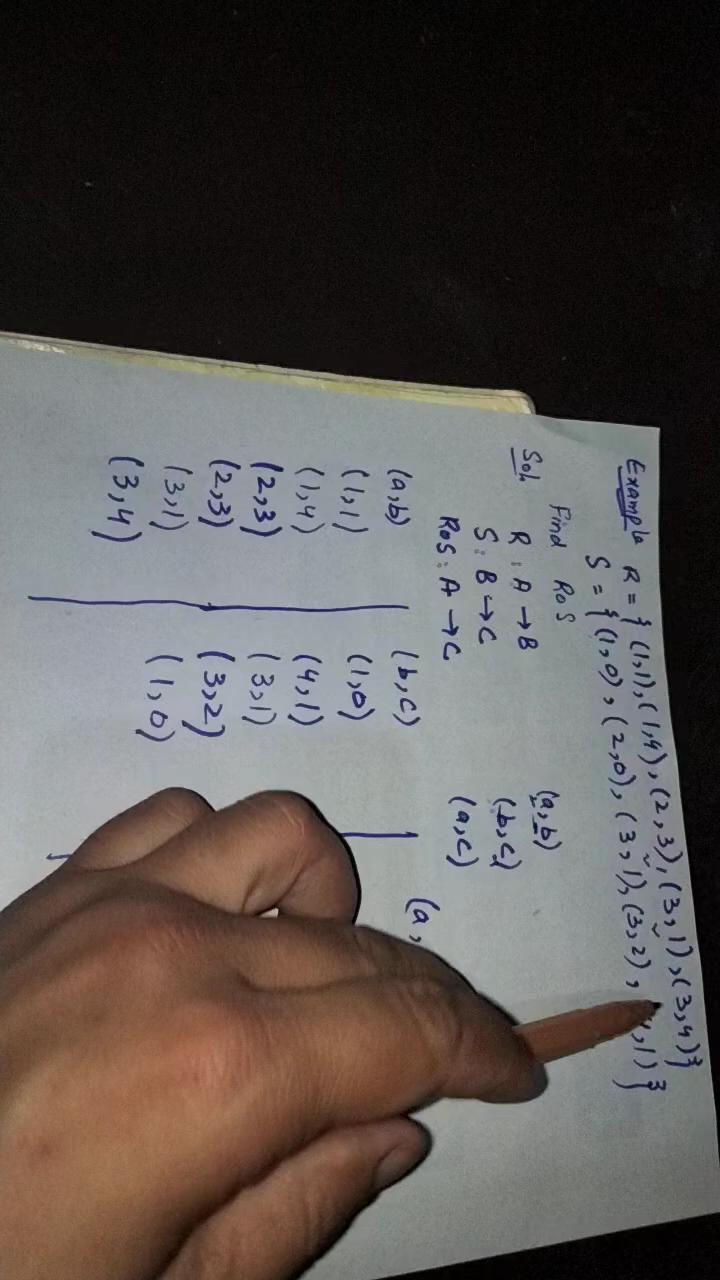 Example R = { (1,1), (1,4), (2,3), (3,1), (3,4)}
S = { (1,0), (2,0), (3,1), (3,2), ,1)}
Find RoS
Sol R : A → B (a,b)
S : B → C (b,c)
RoS : A → C (a,c)
(a,b) (b,c) (a,
(1,1) (1,0)
(1,4) (4,1)
(2,3) (3,1)
(2,3) (3,2)
(3,1) (1,0)
(3,4)